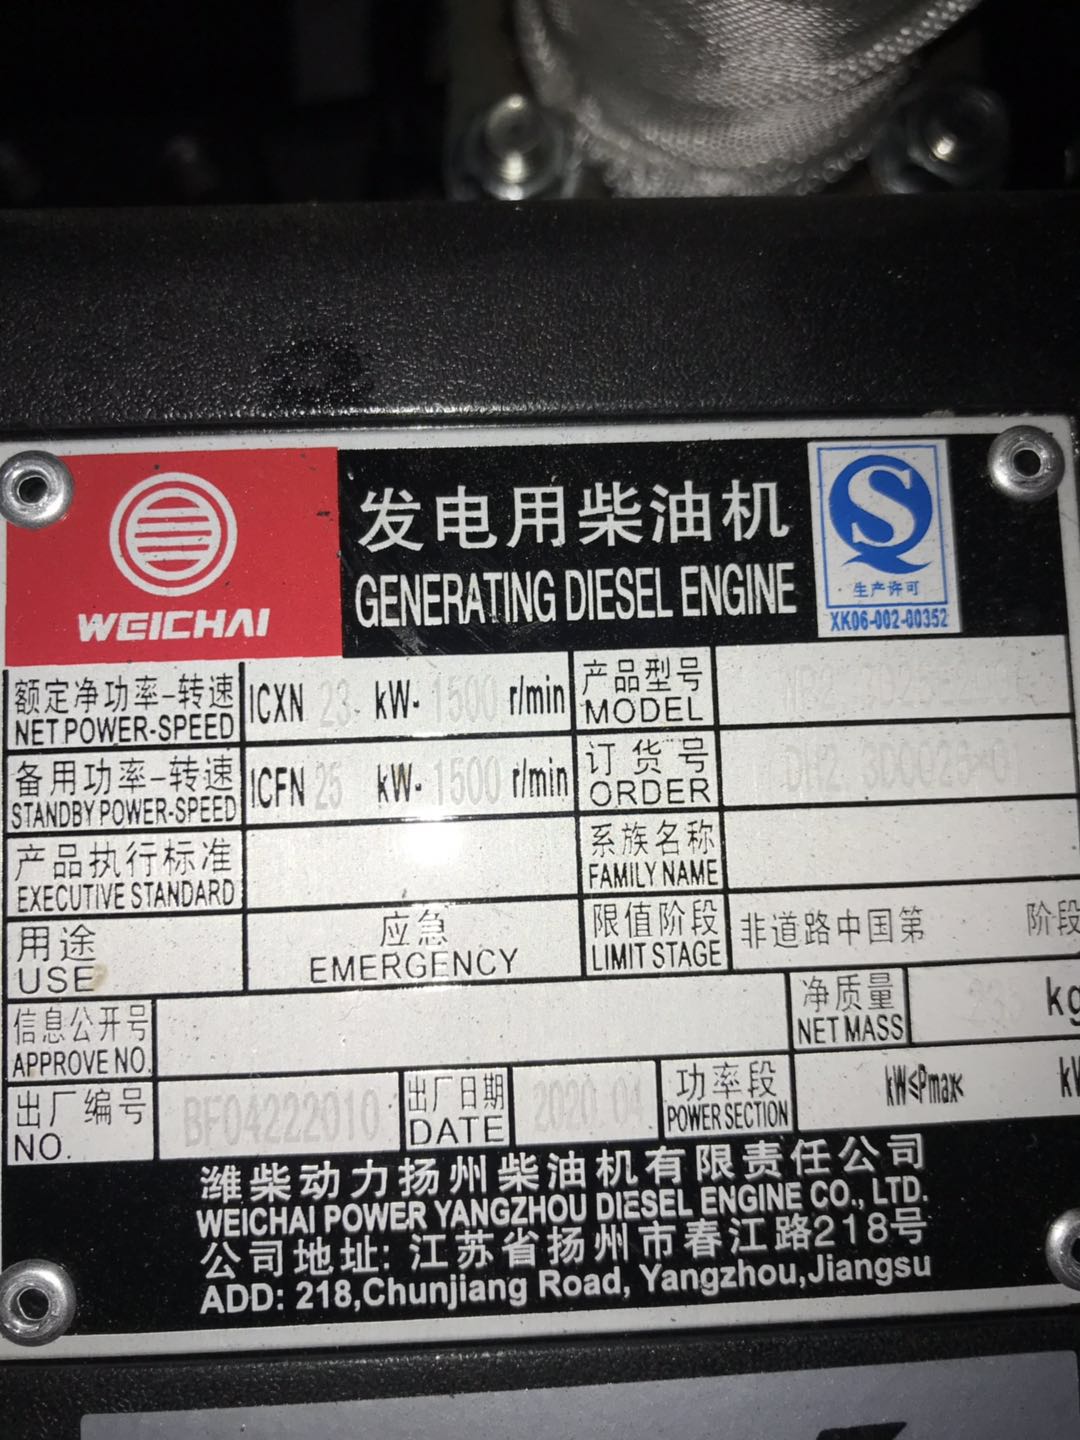 WEICHAI
发电用柴油机
GENERATING DIESEL ENGINE
S
生产许可
XK06-002-00352
额定净功率-转速
NET POWER-SPEED
ICXN 23 kW- 1500 r/min
产品型号
MODEL
备用功率-转速
STANDBY POWER-SPEED
ICFN 25 kW- 1500 r/min
订货号
ORDER
DH2.3D0026*01
产品执行标准
EXECUTIVE STANDARD
系族名称
FAMILY NAME
用途
USE
应急
EMERGENCY
限值阶段
LIMIT STAGE
非道路中国第 阶段
信息公开号
APPROVE NO.
净质量
NET MASS
kg
出厂编号
NO.
BF04222010
出厂日期
DATE
2020.04
功率段
POWER SECTION
kW≤Pmax<
潍柴动力扬州柴油机有限责任公司
WEICHAI POWER YANGZHOU DIESEL ENGINE CO., LTD.
公司地址: 江苏省扬州市春江路218号
ADD: 218,Chunjiang Road, Yangzhou,Jiangsu